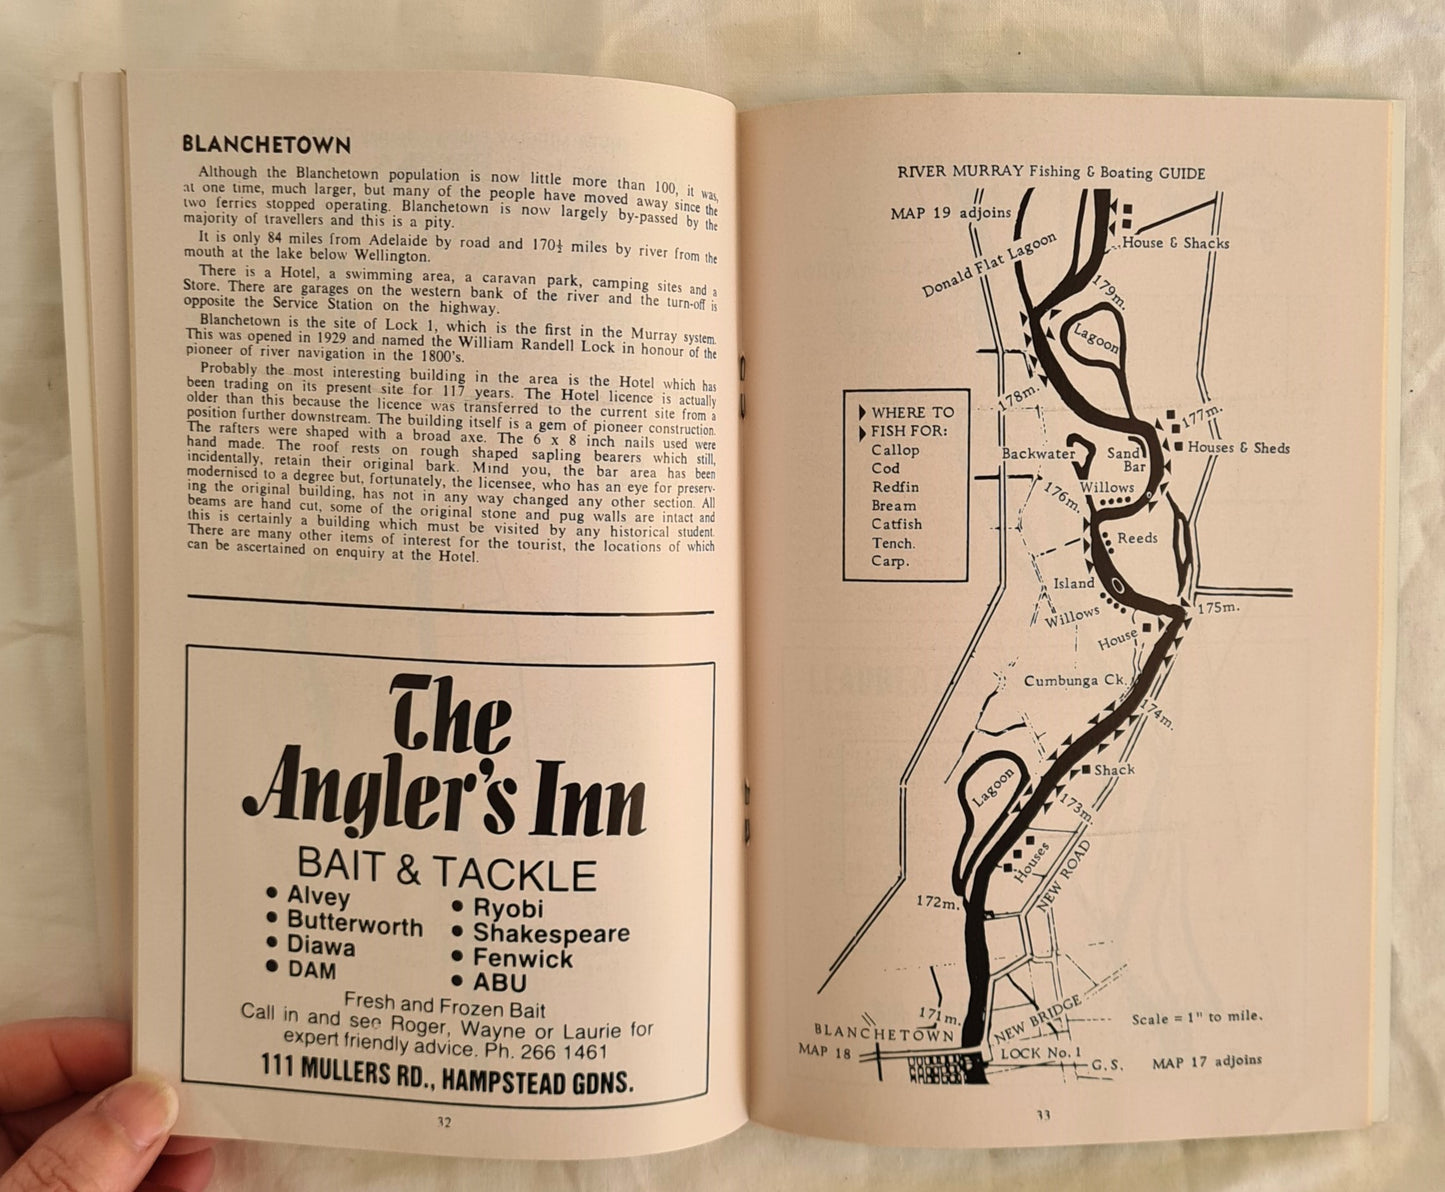 BLANCHETOWN
Although the Blanchetown population is now little more than 100, it was,
at one time, much larger, but many of the people have moved away since the
two ferries stopped operating. Blanchetown is now largely by-passed by the
majority of travellers and this is a pity.
It is only 84 miles from Adelaide by road and 170½ miles by river from the
mouth at the lake below Wellington.
There is a Hotel, a swimming area, a caravan park, camping sites and a
Store. There are garages on the western bank of the river and the turn-off is
opposite the Service Station on the highway.
Blanchetown is the site of Lock 1, which is the first in the Murray system.
This was opened in 1929 and named the William Randell Lock in honour of the
pioneer of river navigation in the 1800's.
Probably the most interesting building in the area is the Hotel which has
been trading on its present site for 117 years. The Hotel licence is actually
older than this because the licence was transferred to the current site from a
position further downstream. The building itself is a gem of pioneer construction.
The rafters were shaped with a broad axe. The 6 x 8 inch nails used were
hand made. The roof rests on rough shaped sapling bearers which still,
incidentally, retain their original bark. Mind you, the bar area has been
modernised to a degree but, fortunately, the licensee, who has an eye for preserv-
ing the original building, has not in any way changed any other section. All
beams are hand cut, some of the original stone and pug walls are intact and
this is certainly a building which must be visited by any historical student.
There are many other items of interest for the tourist, the locations of which
can be ascertained on enquiry at the Hotel.
The
Angler's Inn
BAIT & TACKLE
• Alvey
• Butterworth
• Diawa
• DAM
• Ryobi
• Shakespeare
• Fenwick
• ABU
Fresh and Frozen Bait
Call in and see Roger, Wayne or Laurie for
expert friendly advice. Ph. 266 1461
111 MULLERS RD., HAMPSTEAD GDNS.
32
RIVER MURRAY Fishing & Boating GUIDE
MAP 19 adjoins
House & Shacks
Donald Flat Lagoon
179m.
Lagoon
178m.
177m.
WHERE TO
FISH FOR:
Callop
Cod
Redfin
Bream
Catfish
Tench.
Carp.
Houses & Sheds
Backwater
Sand
Bar
Willows
176m.
Reeds
Island
Willows
175m.
House
Cumbunga Ck.
174m.
Shack
Lagoon
173m.
Houses
NEW ROAD
172m.
171m.
NEW BRIDGE
Scale = 1" to mile.
BLANCHETOWN
MAP 18
LOCK No. 1
G.S.
MAP 17 adjoins
33